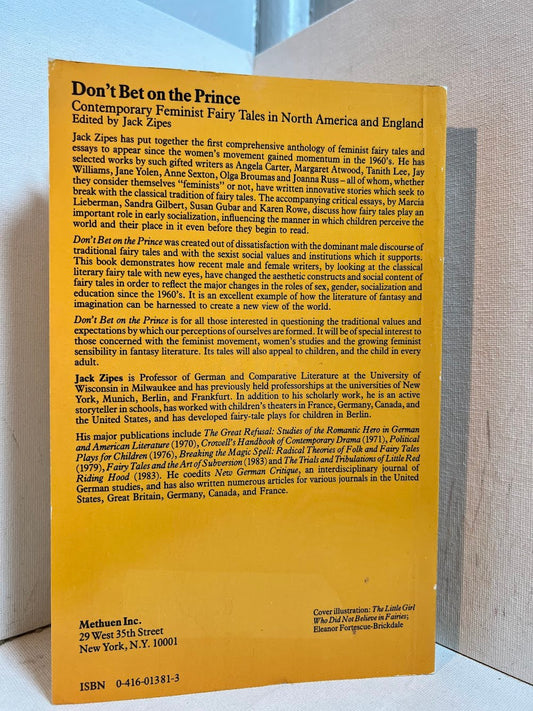 Don't Bet on the Prince
Contemporary Feminist Fairy Tales in North America and England
Edited by Jack Zipes
Jack Zipes has put together the first comprehensive anthology of feminist fairy tales and
essays to appear since the women's movement gained momentum in the 1960's. He has
selected works by such gifted writers as Angela Carter, Margaret Atwood, Tanith Lee, Jay
Williams, Jane Yolen, Anne Sexton, Olga Broumas and Joanna Russ – all of whom, whether
they consider themselves "feminists" or not, have written innovative stories which seek to
break with the classical tradition of fairy tales. The accompanying critical essays, by Marcia
Lieberman, Sandra Gilbert, Susan Gubar and Karen Rowe, discuss how fairy tales play an
important role in early socialization, influencing the manner in which children perceive the
world and their place in it even before they begin to read.
Don't Bet on the Prince was created out of dissatisfaction with the dominant male discourse of
traditional fairy tales and with the sexist social values and institutions which it supports.
This book demonstrates how recent male and female writers, by looking at the classical
literary fairy tale with new eyes, have changed the aesthetic constructs and social content of
fairy tales in order to reflect the major changes in the roles of sex, gender, socialization and
education since the 1960's. It is an excellent example of how the literature of fantasy and
imagination can be harnessed to create a new view of the world.
Don't Bet on the Prince is for all those interested in questioning the traditional values and
expectations by which our perceptions of ourselves are formed. It will be of special interest to
those concerned with the feminist movement, women's studies and the growing feminist
sensibility in fantasy literature. Its tales will also appeal to children, and the child in every
adult.
Jack Zipes is Professor of German and Comparative Literature at the University of
Wisconsin in Milwaukee and has previously held professorships at the universities of New
York, Munich, Berlin, and Frankfurt. In addition to his scholarly work, he is an active
storyteller in schools, has worked with children's theaters in France, Germany, Canada, and
the United States, and has developed fairy-tale plays for children in Berlin.
His major publications include The Great Refusal: Studies of the Romantic Hero in German
and American Literature (1970), Crowell's Handbook of Contemporary Drama (1971), Political
Plays for Children (1976), Breaking the Magic Spell: Radical Theories of Folk and Fairy Tales
(1979), Fairy Tales and the Art of Subversion (1983) and The Trials and Tribulations of Little Red
Riding Hood (1983). He coedits New German Critique, an interdisciplinary journal of
German studies, and has also written numerous articles for various journals in the United
States, Great Britain, Germany, Canada, and France.
Methuen Inc.
29 West 35th Street
New York, N.Y. 10001
Cover illustration: The Little Girl
Who Did Not Believe in Fairies;
Eleanor Fortescue-Brickdale
ISBN 0-416-01381-3